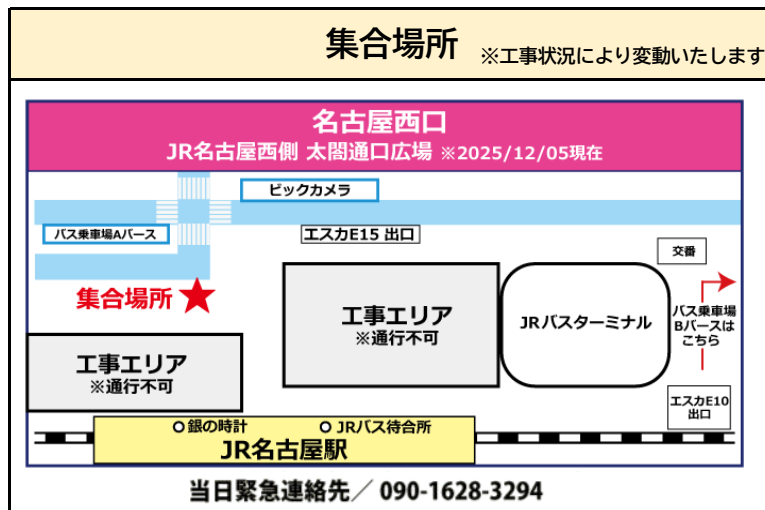 集合場所 ※工事状況により変動いたします
名古屋西口
JR名古屋西側 太閤通口広場 ※2025/12/05現在
ビックカメラ
バス乗車場Aバース
エスカE15 出口
交番
集合場所
工事エリア
※通行不可
JRバスターミナル
バス乗車場
Bバースは
こちら
工事エリア
※通行不可
エスカE10
出口
銀の時計
JRバス待合所
JR名古屋駅
当日緊急連絡先／ 090-1628-3294